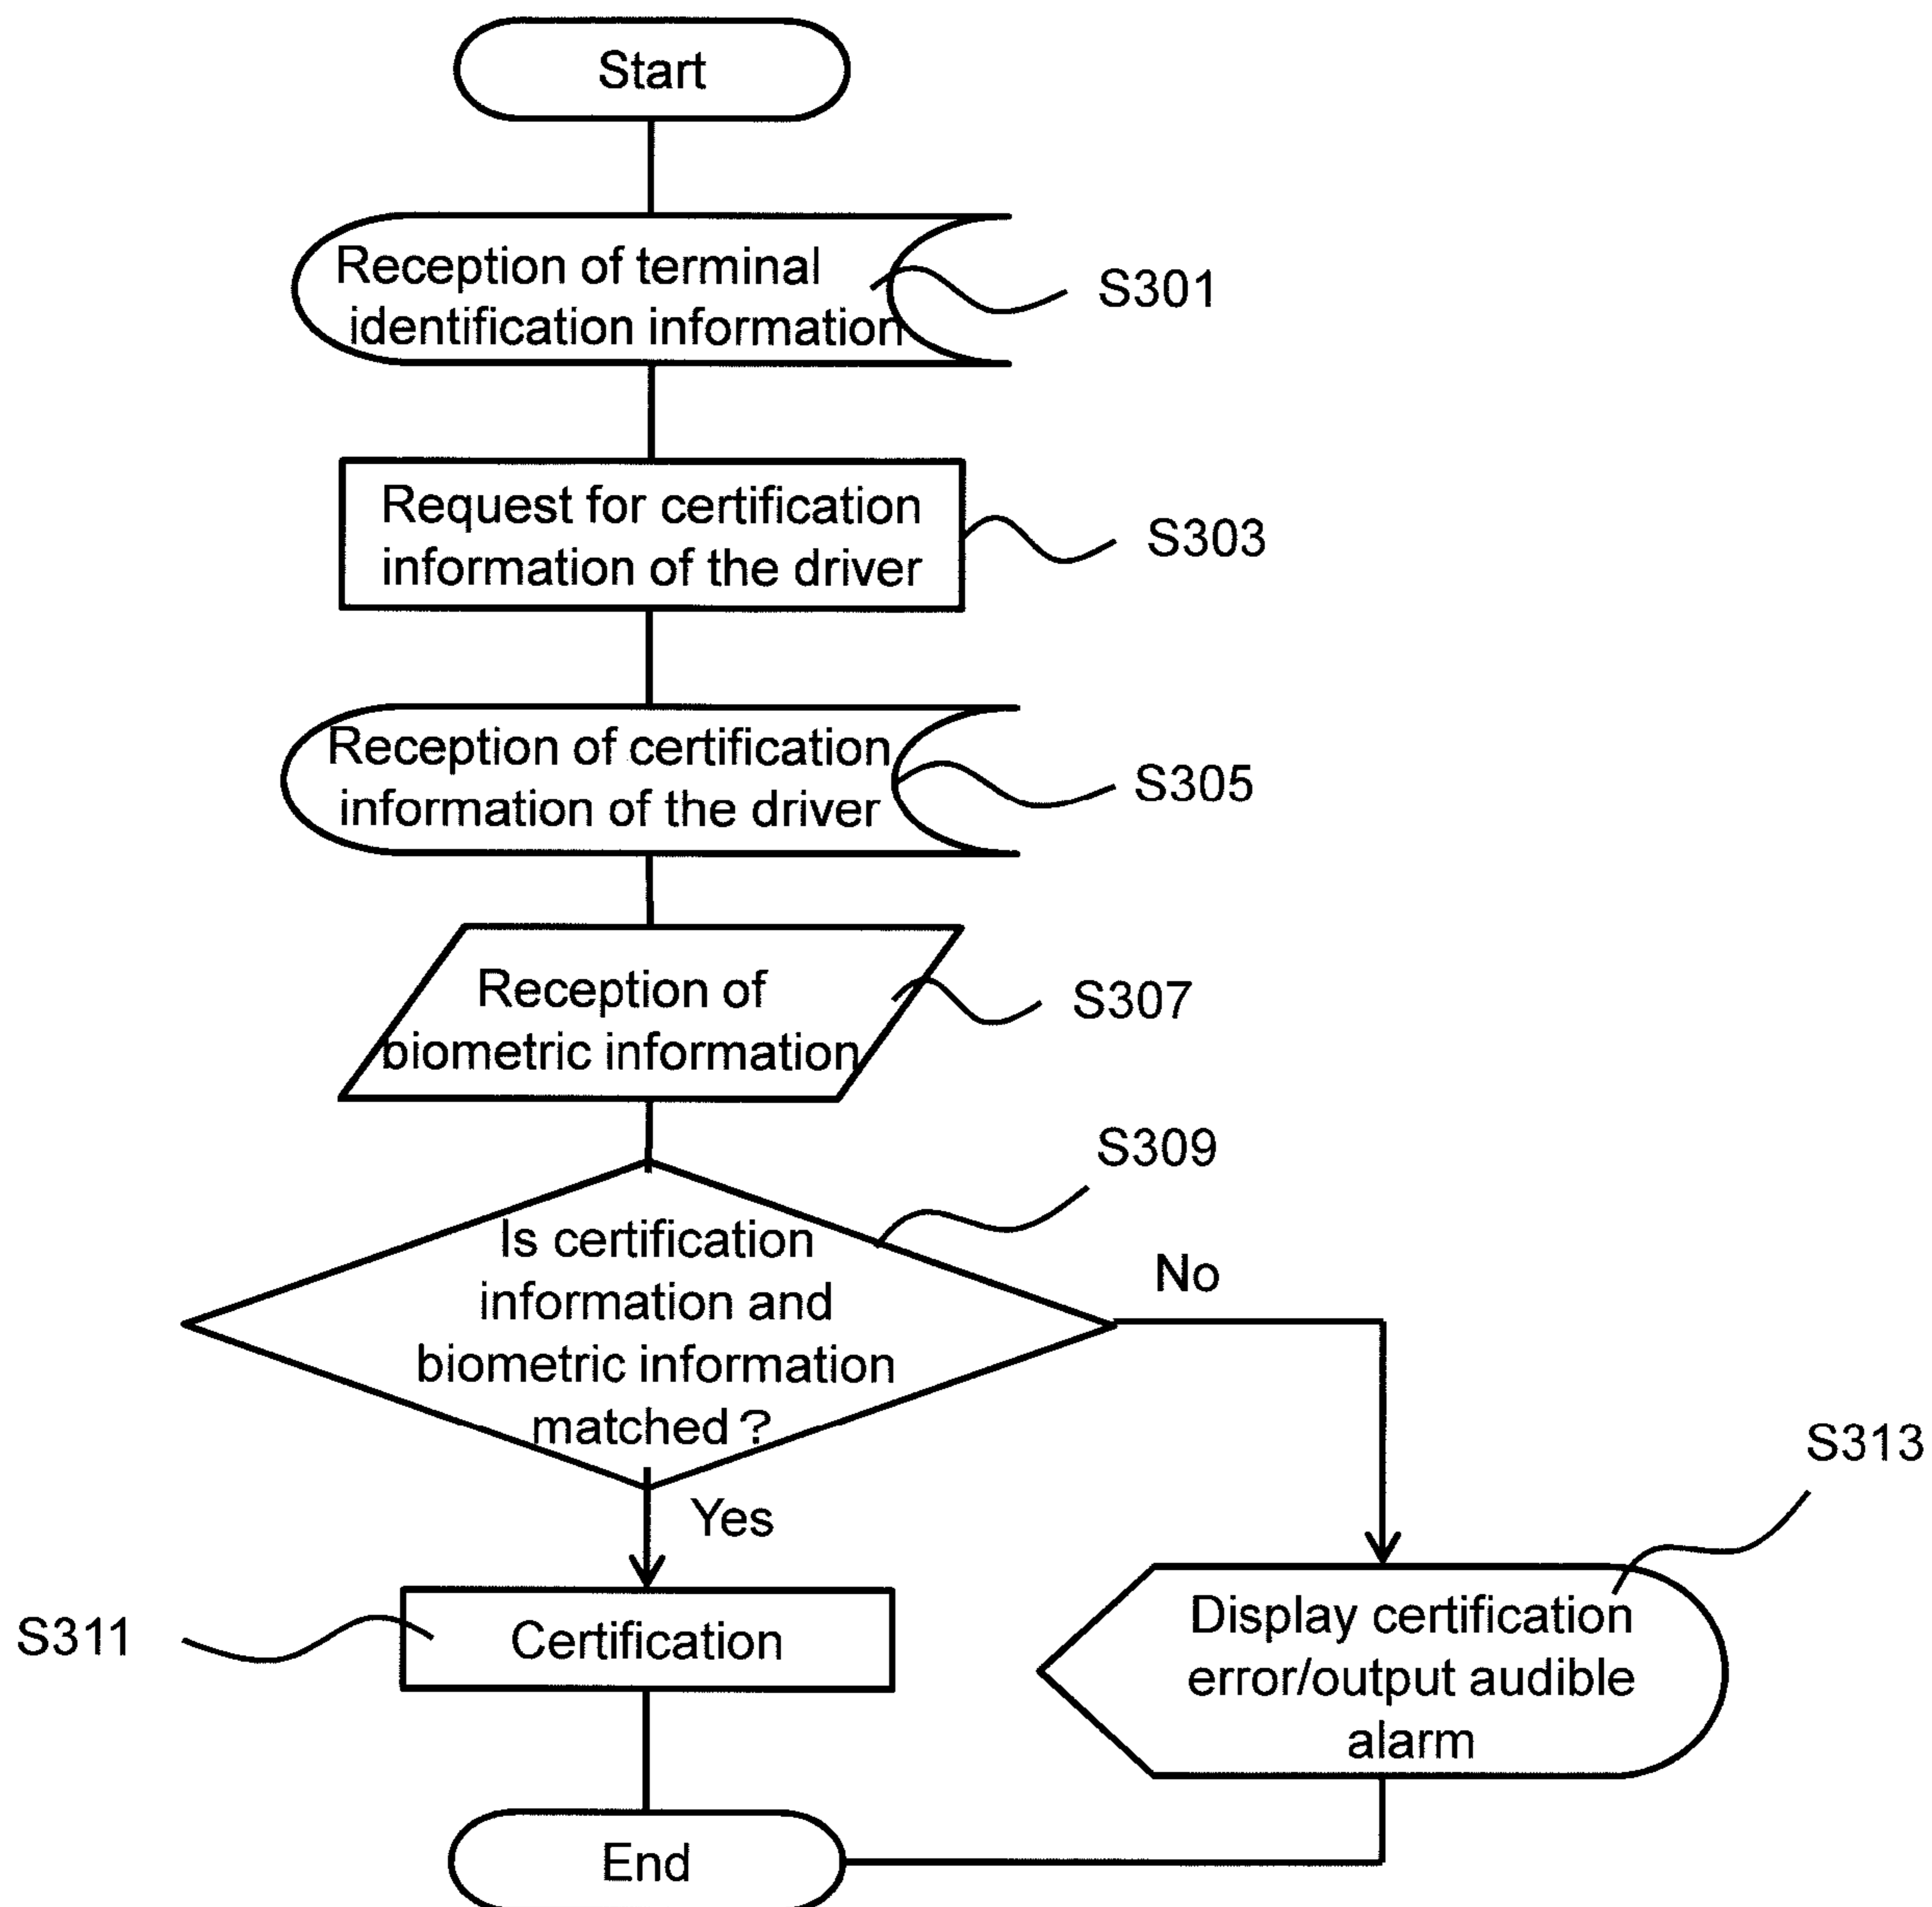 Start
Reception of terminal
identification information
S301
Request for certification
information of the driver
S303
Reception of certification
information of the driver
S305
Reception of
biometric information
S307
S309
Is certification
information and
biometric information
matched ?
No
Yes
S313
S311
Certification
Display certification
error/output audible
alarm
End